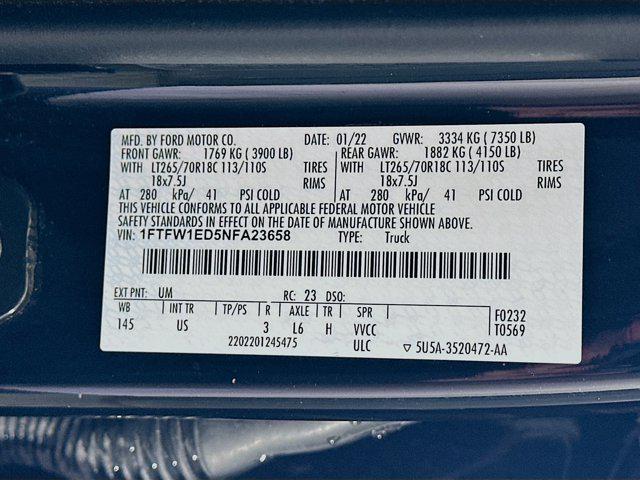 MFD. BY FORD MOTOR CO. DATE: 01/22 GVWR: 3334 KG ( 7350 LB)
FRONT GAWR: 1769 KG ( 3900 LB) REAR GAWR: 1882 KG ( 4150 LB)
WITH LT265/70R18C 113/110S TIRES WITH LT265/70R18C 113/110S TIRES
18x7.5J RIMS 18x7.5J RIMS
AT 280 kPa/ 41 PSI COLD AT 280 kPa/ 41 PSI COLD
THIS VEHICLE CONFORMS TO ALL APPLICABLE FEDERAL MOTOR VEHICLE
SAFETY STANDARDS IN EFFECT ON THE DATE OF MANUFACTURE SHOWN ABOVE.
VIN: 1FTFW1ED5NFA23658 TYPE: Truck
EXT PNT: UM RC: 23 DSO:
WB INT TR TP/PS R AXLE TR SPR F0232
145 US 3 L6 H VVCC T0569
2202201245475 ULC ▽ 5U5A-3520472-AA